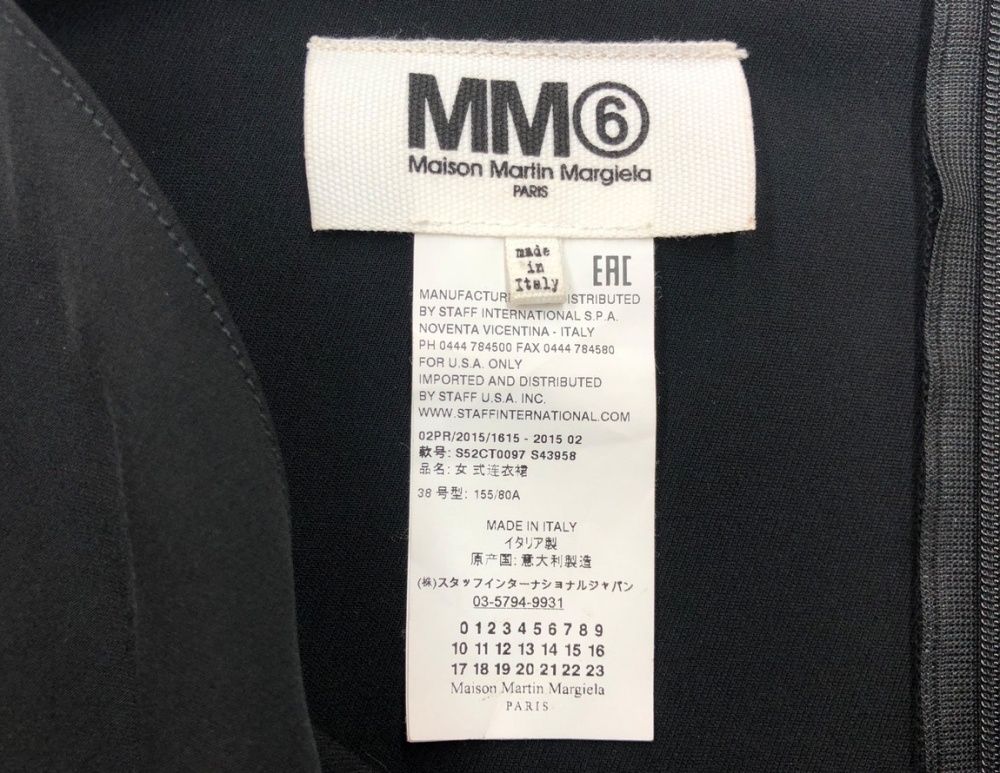 MM⑥
Maison Martin Margiela
PARIS
made
in
Italy
EAC
MANUFACTUR ISTRIBUTED
BY STAFF INTERNATIONAL S.P.A.
NOVENTA VICENTINA - ITALY
PH 0444 784500 FAX 0444 784580
FOR U.S.A. ONLY
IMPORTED AND DISTRIBUTED
BY STAFF U.S.A. INC.
WWW.STAFFINTERNATIONAL.COM
02PR/2015/1615 - 2015 02
款号: S52CT0097 S43958
品名: 女 式连衣裙
38 号型: 155/80A
MADE IN ITALY
イタリア製
原产国: 意大利製造
(株)スタッフインターナショナルジャパン
03-5794-9931
0 1 2 3 4 5 6 7 8 9
10 11 12 13 14 15 16
17 18 19 20 21 22 23
Maison Martin Margiela
PARIS